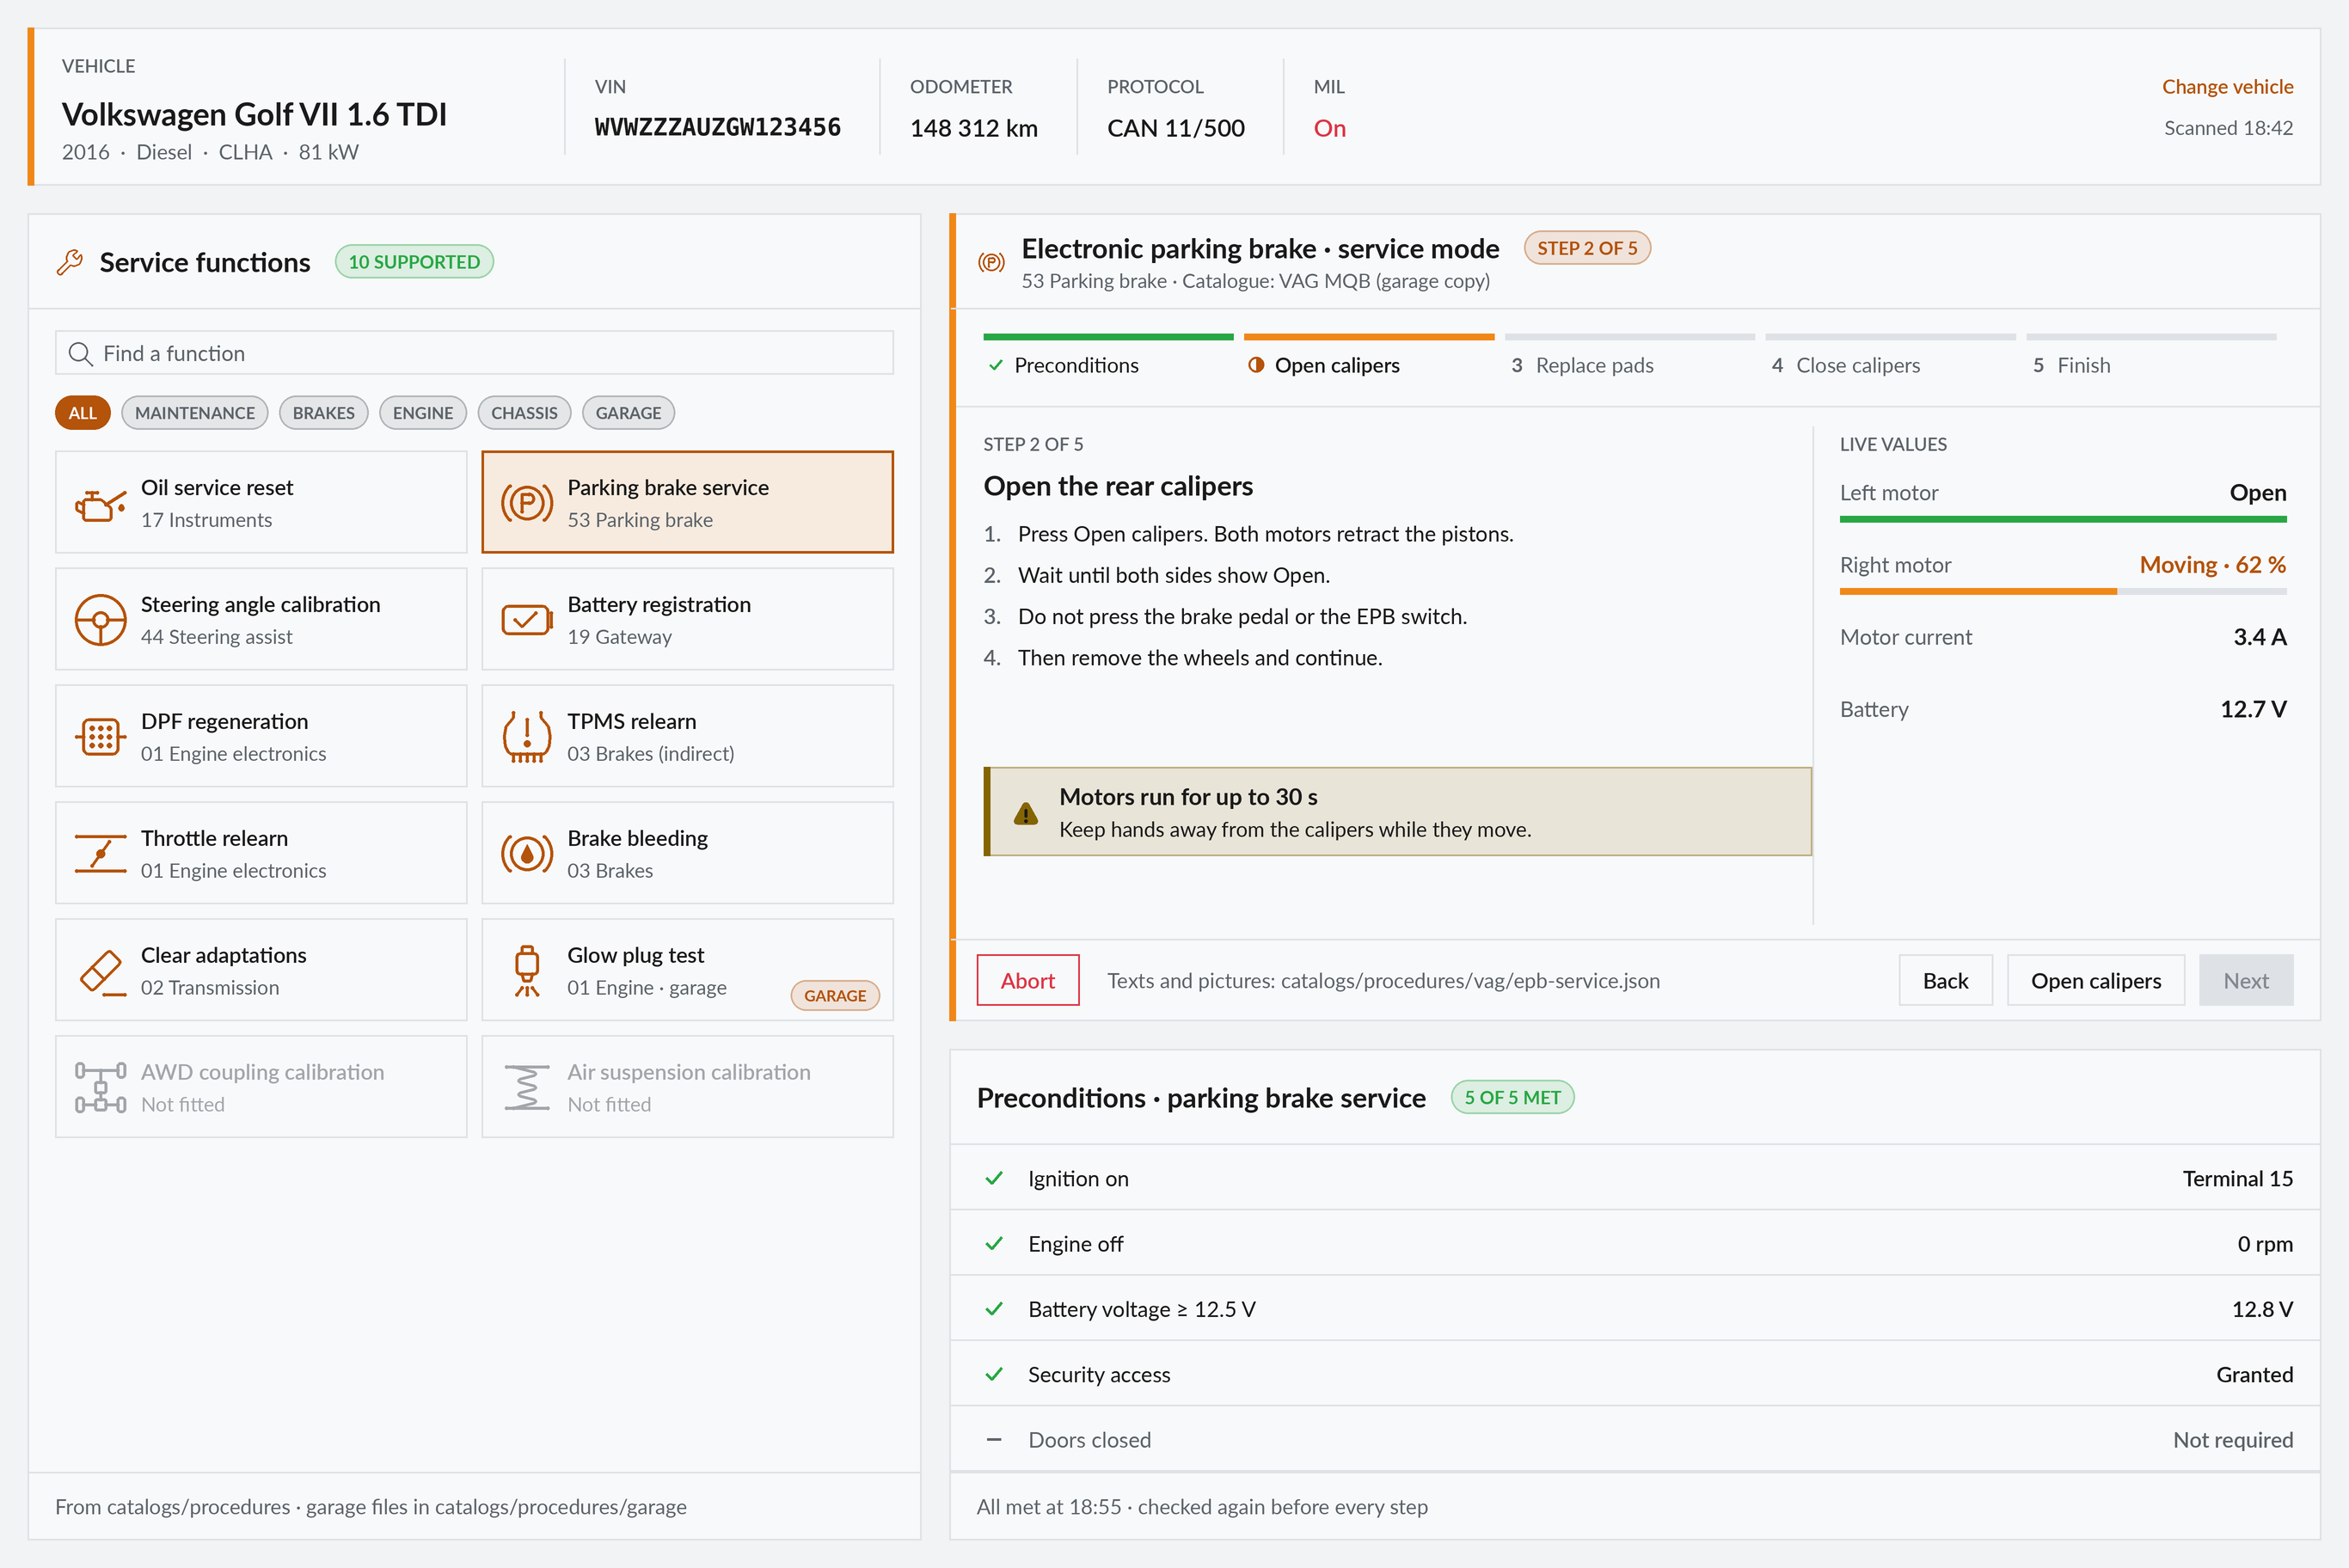 VEHICLE
Volkswagen Golf VII 1.6 TDI
2016 · Diesel · CLHA · 81 kW
VIN
WVWZZZAUZGW123456
ODOMETER
148 312 km
PROTOCOL
CAN 11/500
MIL
On
Change vehicle
Scanned 18:42
Service functions
10 SUPPORTED
Find a function
ALL
MAINTENANCE
BRAKES
ENGINE
CHASSIS
GARAGE
Oil service reset
17 Instruments
Parking brake service
53 Parking brake
Steering angle calibration
44 Steering assist
Battery registration
19 Gateway
DPF regeneration
01 Engine electronics
TPMS relearn
03 Brakes (indirect)
Throttle relearn
01 Engine electronics
Brake bleeding
03 Brakes
Clear adaptations
02 Transmission
Glow plug test
01 Engine · garage
GARAGE
AWD coupling calibration
Not fitted
Air suspension calibration
Not fitted
From catalogs/procedures · garage files in catalogs/procedures/garage
Electronic parking brake · service mode
STEP 2 OF 5
53 Parking brake · Catalogue: VAG MQB (garage copy)
Preconditions
Open calipers
3 Replace pads
4 Close calipers
5 Finish
STEP 2 OF 5
Open the rear calipers
1. Press Open calipers. Both motors retract the pistons.
2. Wait until both sides show Open.
3. Do not press the brake pedal or the EPB switch.
4. Then remove the wheels and continue.
Motors run for up to 30 s
Keep hands away from the calipers while they move.
LIVE VALUES
Left motor Open
Right motor Moving · 62 %
Motor current 3.4 A
Battery 12.7 V
Abort
Texts and pictures: catalogs/procedures/vag/epb-service.json
Back
Open calipers
Next
Preconditions · parking brake service
5 OF 5 MET
Ignition on Terminal 15
Engine off 0 rpm
Battery voltage ≥ 12.5 V 12.8 V
Security access Granted
Doors closed Not required
All met at 18:55 · checked again before every step